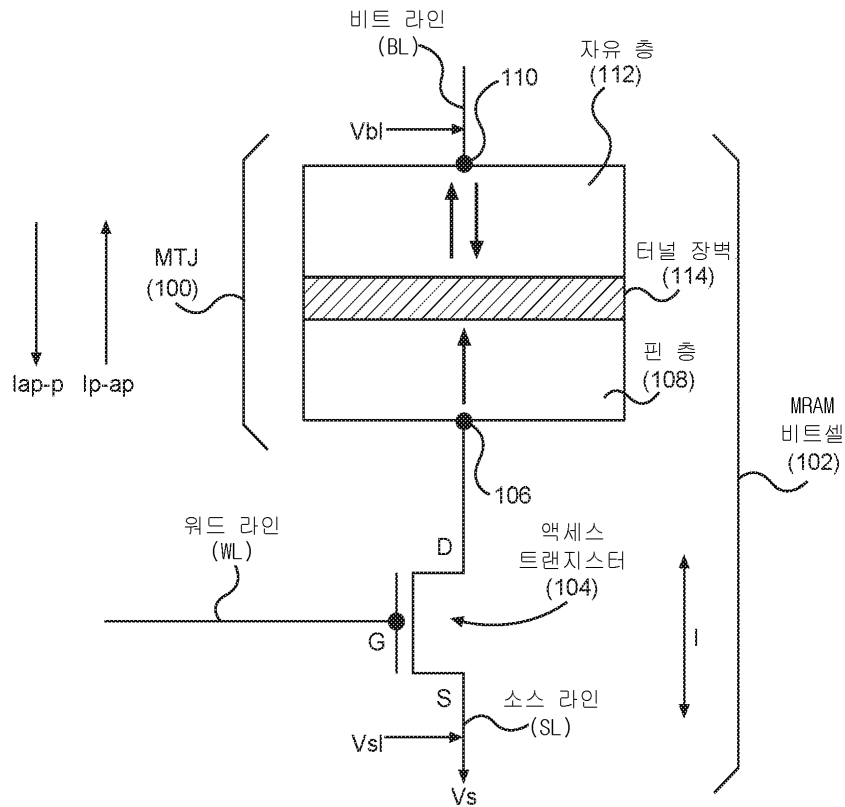 비트 라인
(BL)
110
자유 층
(112)
Vbl
MTJ
(100)
터널 장벽
(114)
Iap-p
Ip-ap
핀 층
(108)
MRAM
비트셀
(102)
106
워드 라인
(WL)
D
액세스
트랜지스터
(104)
G
I
S
소스 라인
(SL)
Vsl
Vs